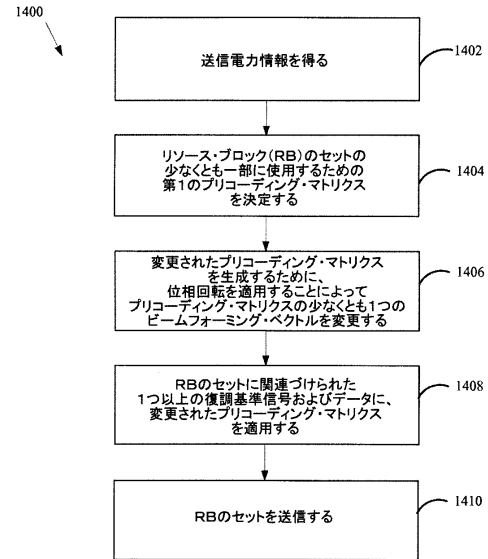 1400
送信電力情報を得る
1402
リソース・ブロック(RB)のセットの
少なくとも一部に使用するための
第1のプリコーディング・マトリクス
を決定する
1404
変更されたプリコーディング・マトリクス
を生成するために、
位相回転を適用することによって
プリコーディング・マトリクスの少なくとも1つの
ビームフォーミング・ベクトルを変更する
1406
RBのセットに関連づけられた
1つ以上の復調基準信号およびデータに、
変更されたプリコーディング・マトリクス
を適用する
1408
RBのセットを送信する
1410